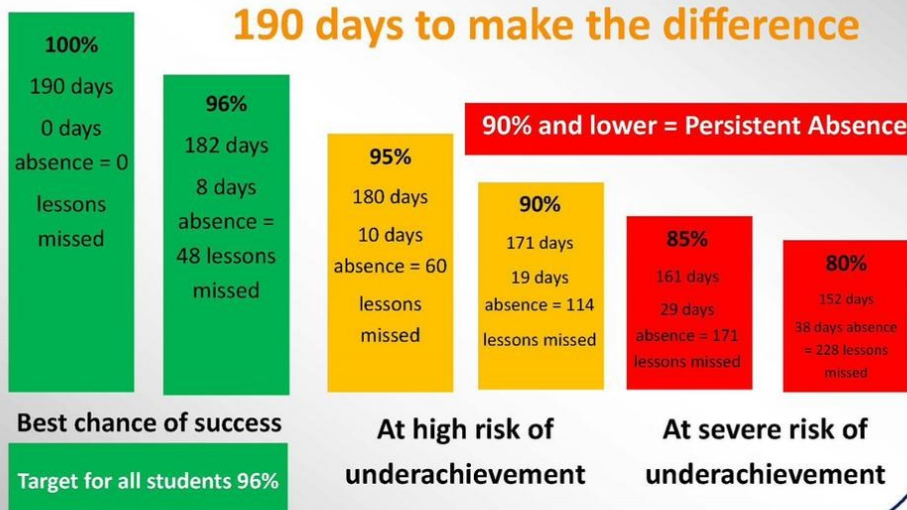 190 days to make the difference
100%
190 days
0 days
absence = 0
lessons
missed
96%
182 days
8 days
absence =
48 lessons
missed
90% and lower = Persistent Absence
95%
180 days
10 days
absence = 60
lessons
missed
90%
171 days
19 days
absence = 114
lessons missed
85%
161 days
29 days
absence = 171
lessons missed
80%
152 days
38 days absence
= 228 lessons
missed
Best chance of success
Target for all students 96%
At high risk of
underachievement
At severe risk of
underachievement